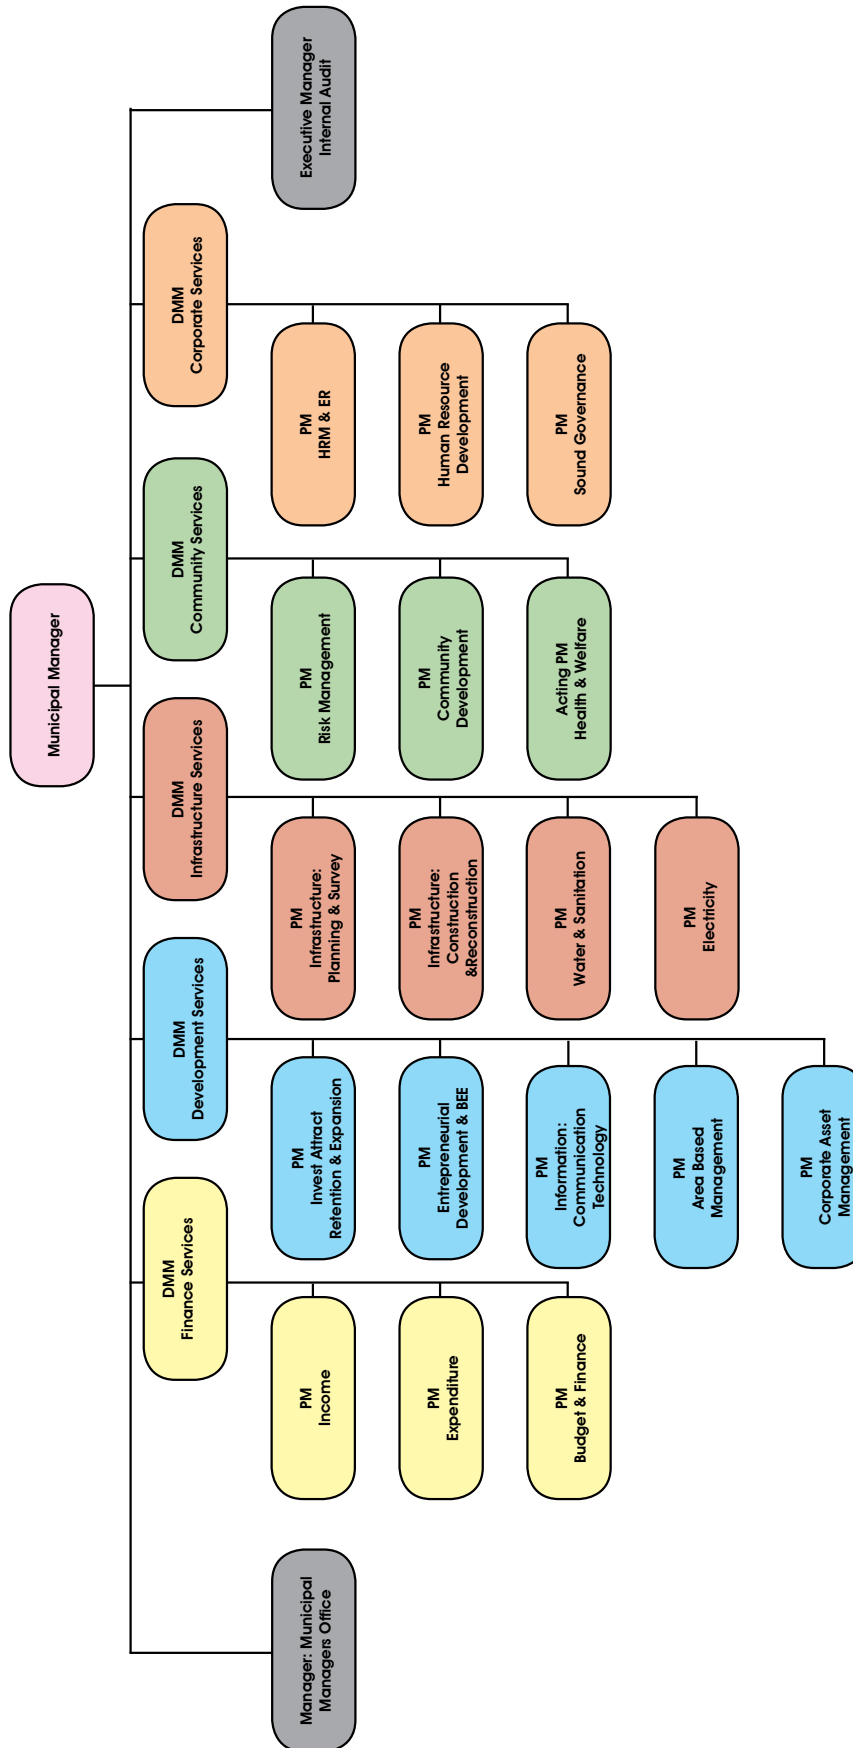 Municipal Manager
Manager: Municipal
Managers Office
DMM
Finance Services
PM
Income
PM
Expenditure
PM
Budget & Finance
DMM
Development Services
PM
Invest Attract
Retention & Expansion
PM
Entrepreneurial
Development & BEE
PM
Information:
Communication
Technology
PM
Area Based
Management
PM
Corporate Asset
Management
DMM
Infrastructure Services
PM
Infrastructure:
Planning & Survey
PM
Infrastructure:
Construction
&Reconstruction
PM
Water & Sanitation
PM
Electricity
DMM
Community Services
PM
Risk Management
PM
Community
Development
Acting PM
Health & Welfare
DMM
Corporate Services
PM
HRM & ER
PM
Human Resource
Development
PM
Sound Governance
Executive Manager
Internal Audit